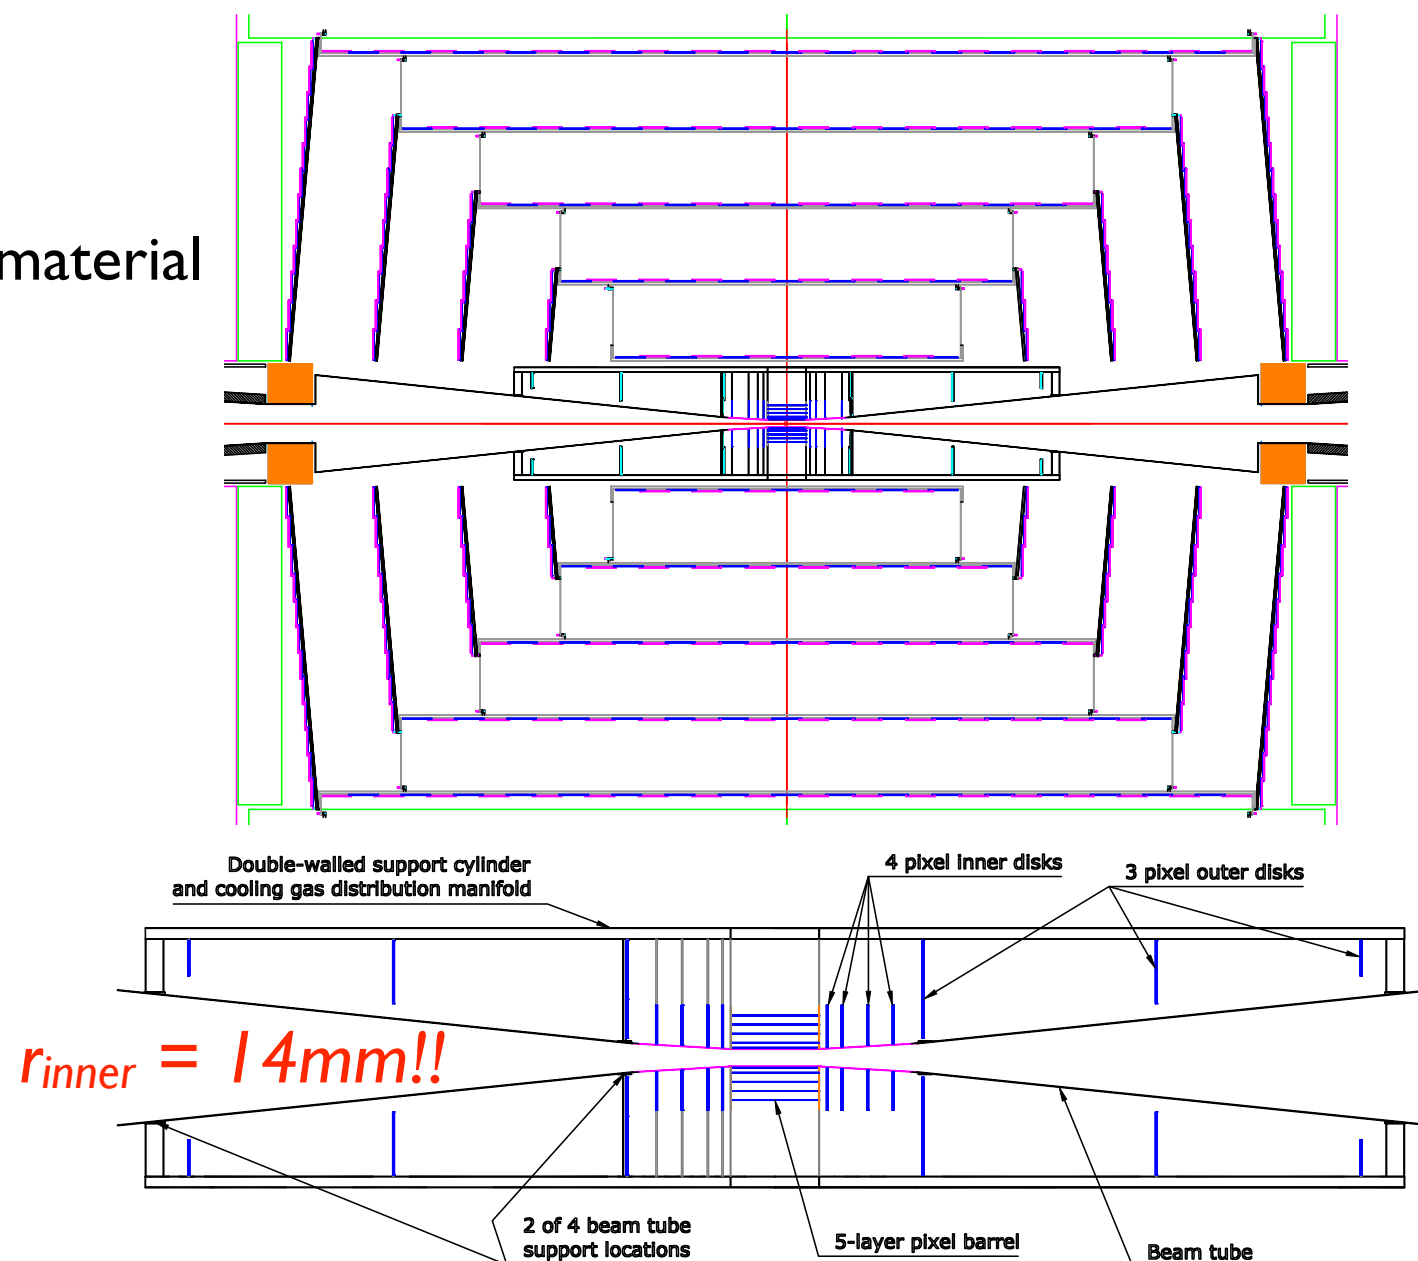 material
Double-walled support cylinder
and cooling gas distribution manifold
4 pixel inner disks
3 pixel outer disks
r_inner = 14mm!!
2 of 4 beam tube
support locations
5-layer pixel barrel
Beam tube